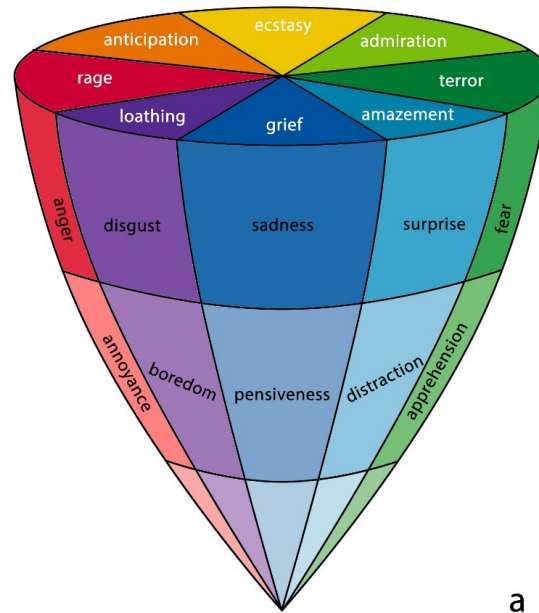 ecstasy
anticipation
admiration
rage
terror
loathing
amazement
grief
anger
disgust
sadness
surprise
fear
annoyance
boredom
pensiveness
distraction
apprehension
a